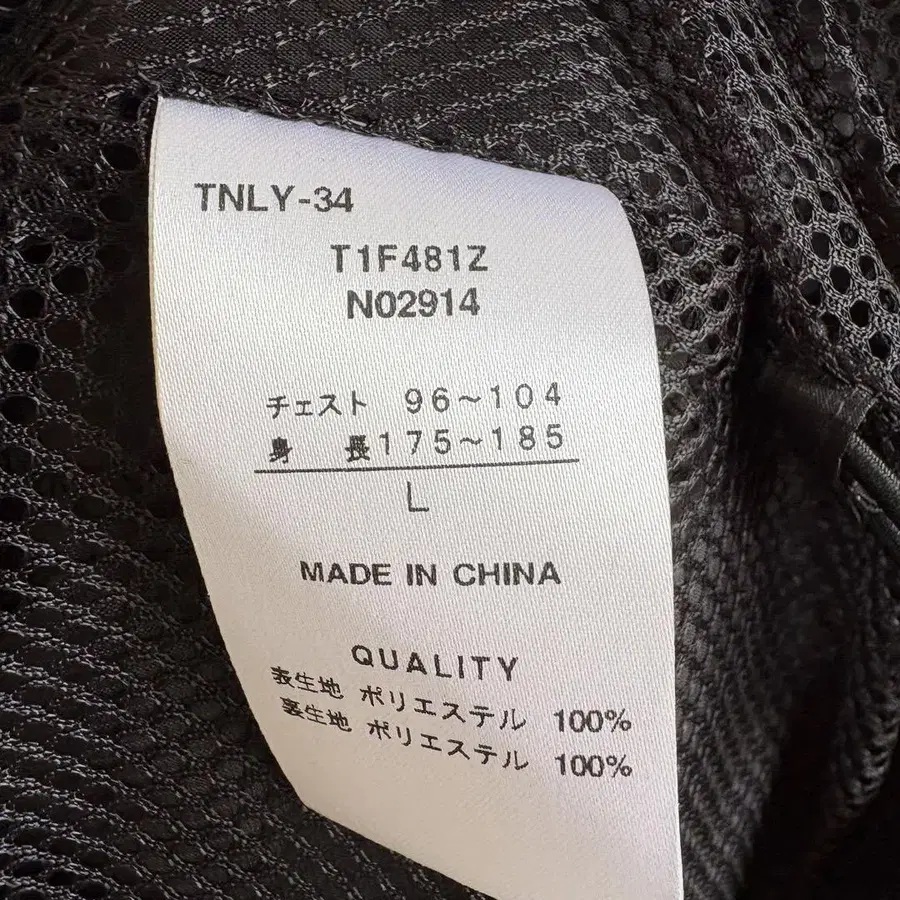 TNLY-34
T1F481Z
N02914
チェスト 96~104
身 長175~185
L
MADE IN CHINA
QUALITY
表生地 ポリエステル 100%
裏生地 ポリエステル 100%